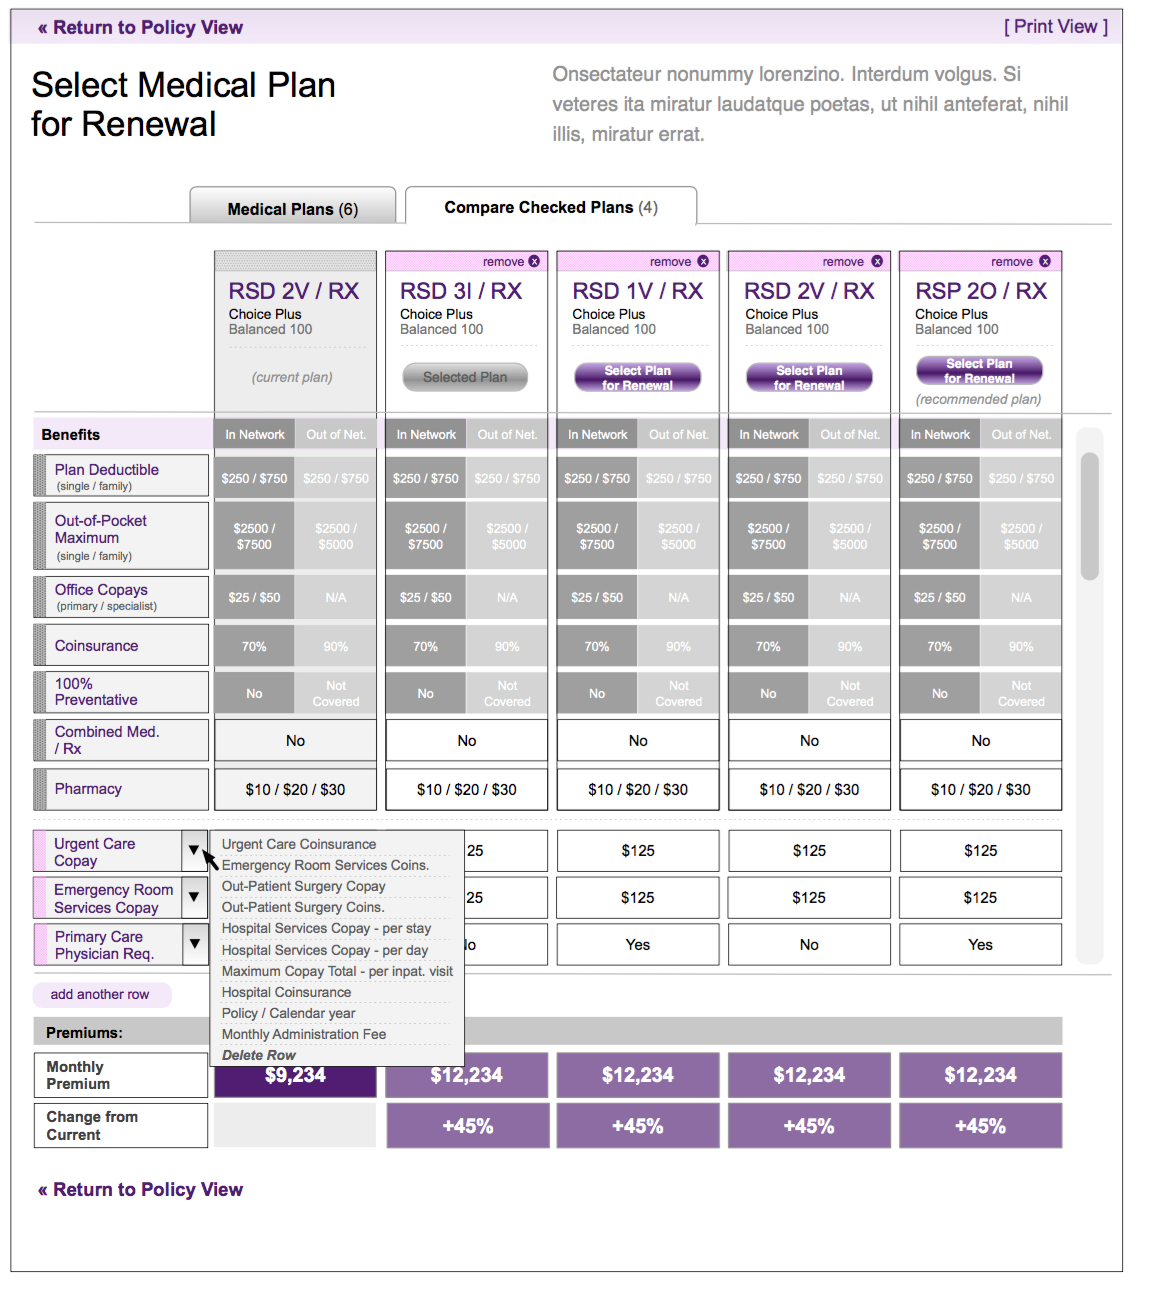 « Return to Policy View
[ Print View ]
Select Medical Plan
for Renewal
Onsectateur nonummy lorenzino. Interdum volgus. Si
veteres ita miratur laudatque poetas, ut nihil anteferat, nihil
illis, miratur errat.
Medical Plans (6)
Compare Checked Plans (4)
remove x
remove x
remove x
remove x
RSD 2V / RX
Choice Plus
Balanced 100
(current plan)
RSD 3I / RX
Choice Plus
Balanced 100
Selected Plan
RSD 1V / RX
Choice Plus
Balanced 100
Select Plan
for Renewal
RSD 2V / RX
Choice Plus
Balanced 100
Select Plan
for Renewal
RSP 2O / RX
Choice Plus
Balanced 100
Select Plan
for Renewal
(recommended plan)
Benefits
In Network Out of Net. In Network Out of Net. In Network Out of Net. In Network Out of Net. In Network Out of Net.
Plan Deductible
(single / family)
$250 / $750 $250 / $750 $250 / $750 $250 / $750 $250 / $750 $250 / $750 $250 / $750 $250 / $750 $250 / $750 $250 / $750
Out-of-Pocket
Maximum
(single / family)
$2500 / $2500 / $2500 / $2500 / $2500 / $2500 / $2500 / $2500 / $2500 / $2500 /
$7500 $5000 $7500 $5000 $7500 $5000 $7500 $5000 $7500 $5000
Office Copays
(primary / specialist)
$25 / $50 N/A $25 / $50 N/A $25 / $50 N/A $25 / $50 N/A $25 / $50 N/A
Coinsurance
70% 90% 70% 90% 70% 90% 70% 90% 70% 90%
100%
Preventative
No Not Covered No Not Covered No Not Covered No Not Covered No Not Covered
Combined Med.
/ Rx
No No No No No
Pharmacy
$10 / $20 / $30 $10 / $20 / $30 $10 / $20 / $30 $10 / $20 / $30 $10 / $20 / $30
Urgent Care
Copay
25 $125 $125 $125
Emergency Room
Services Copay
25 $125 $125 $125
Primary Care
Physician Req.
No Yes No Yes
Urgent Care Coinsurance
Emergency Room Services Coins.
Out-Patient Surgery Copay
Out-Patient Surgery Coins.
Hospital Services Copay - per stay
Hospital Services Copay - per day
Maximum Copay Total - per inpat. visit
Hospital Coinsurance
Policy / Calendar year
Monthly Administration Fee
Delete Row
add another row
Premiums:
Monthly
Premium
$9,234 $12,234 $12,234 $12,234 $12,234
Change from
Current
+45% +45% +45% +45%
« Return to Policy View